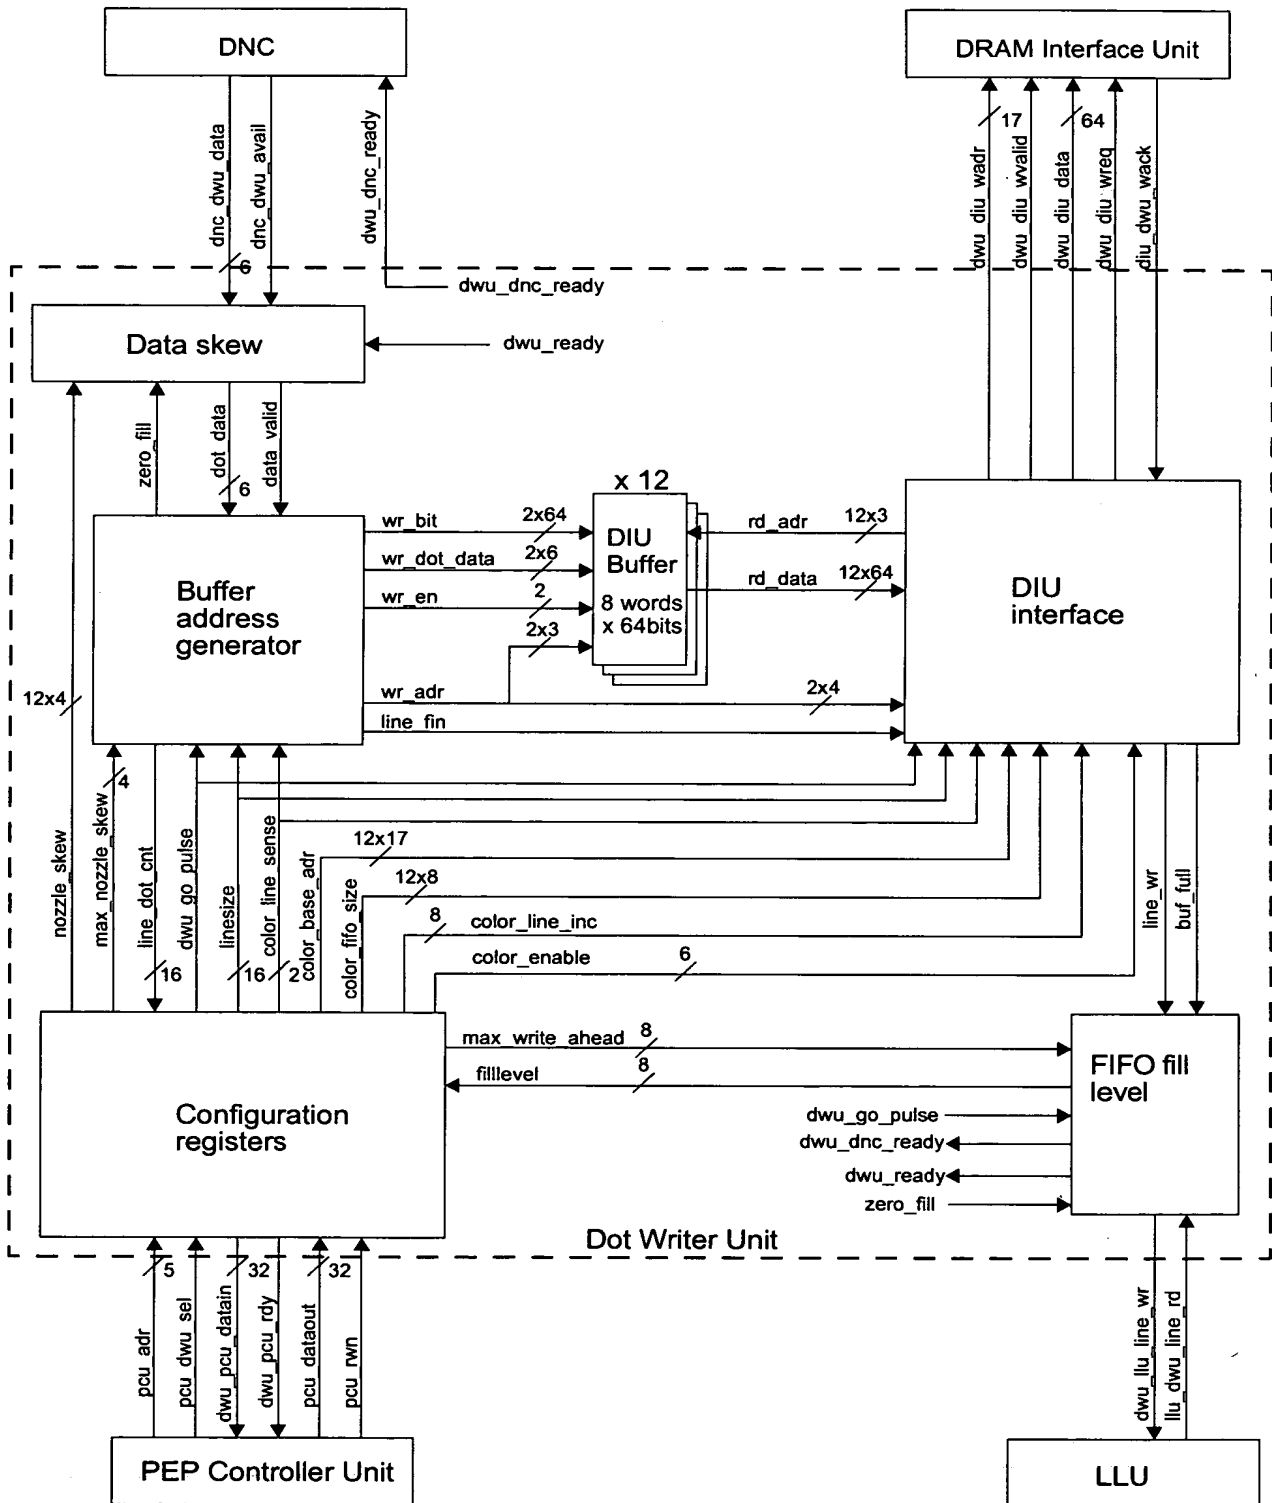 DNC
DRAM Interface Unit
dnc_dwu_data
dnc_dwu_avail
dwu_dnc_ready
6
17
64
dwu_diu_wadr
dwu_diu_wvalid
dwu_diu_data
dwu_diu_wreq
diu_dwu_wack
dwu_dnc_ready
Data skew
dwu_ready
zero_fill
dot_data
data_valid
6
x 12
wr_bit
2x64
DIU
Buffer
8 words
x 64bits
rd_adr
12x3
wr_dot_data
2x6
rd_data
12x64
wr_en
2
2x3
Buffer
address
generator
DIU
interface
wr_adr
2x4
line_fin
12x4
4
nozzle_skew
max_nozzle_skew
line_dot_cnt
16
dwu_go_pulse
linesize
16
color_line_sense
2
color_base_adr
12x17
color_fifo_size
12x8
8
color_line_inc
color_enable
6
line_wr
buf_full
max_write_ahead
8
filllevel
8
Configuration
registers
FIFO fill
level
dwu_go_pulse
dwu_dnc_ready
dwu_ready
zero_fill
Dot Writer Unit
5
32
32
pcu_adr
pcu_dwu_sel
dwu_pcu_datain
dwu_pcu_rdy
pcu_dataout
pcu_rwn
dwu_llu_line_wr
llu_dwu_line_rd
PEP Controller Unit
LLU